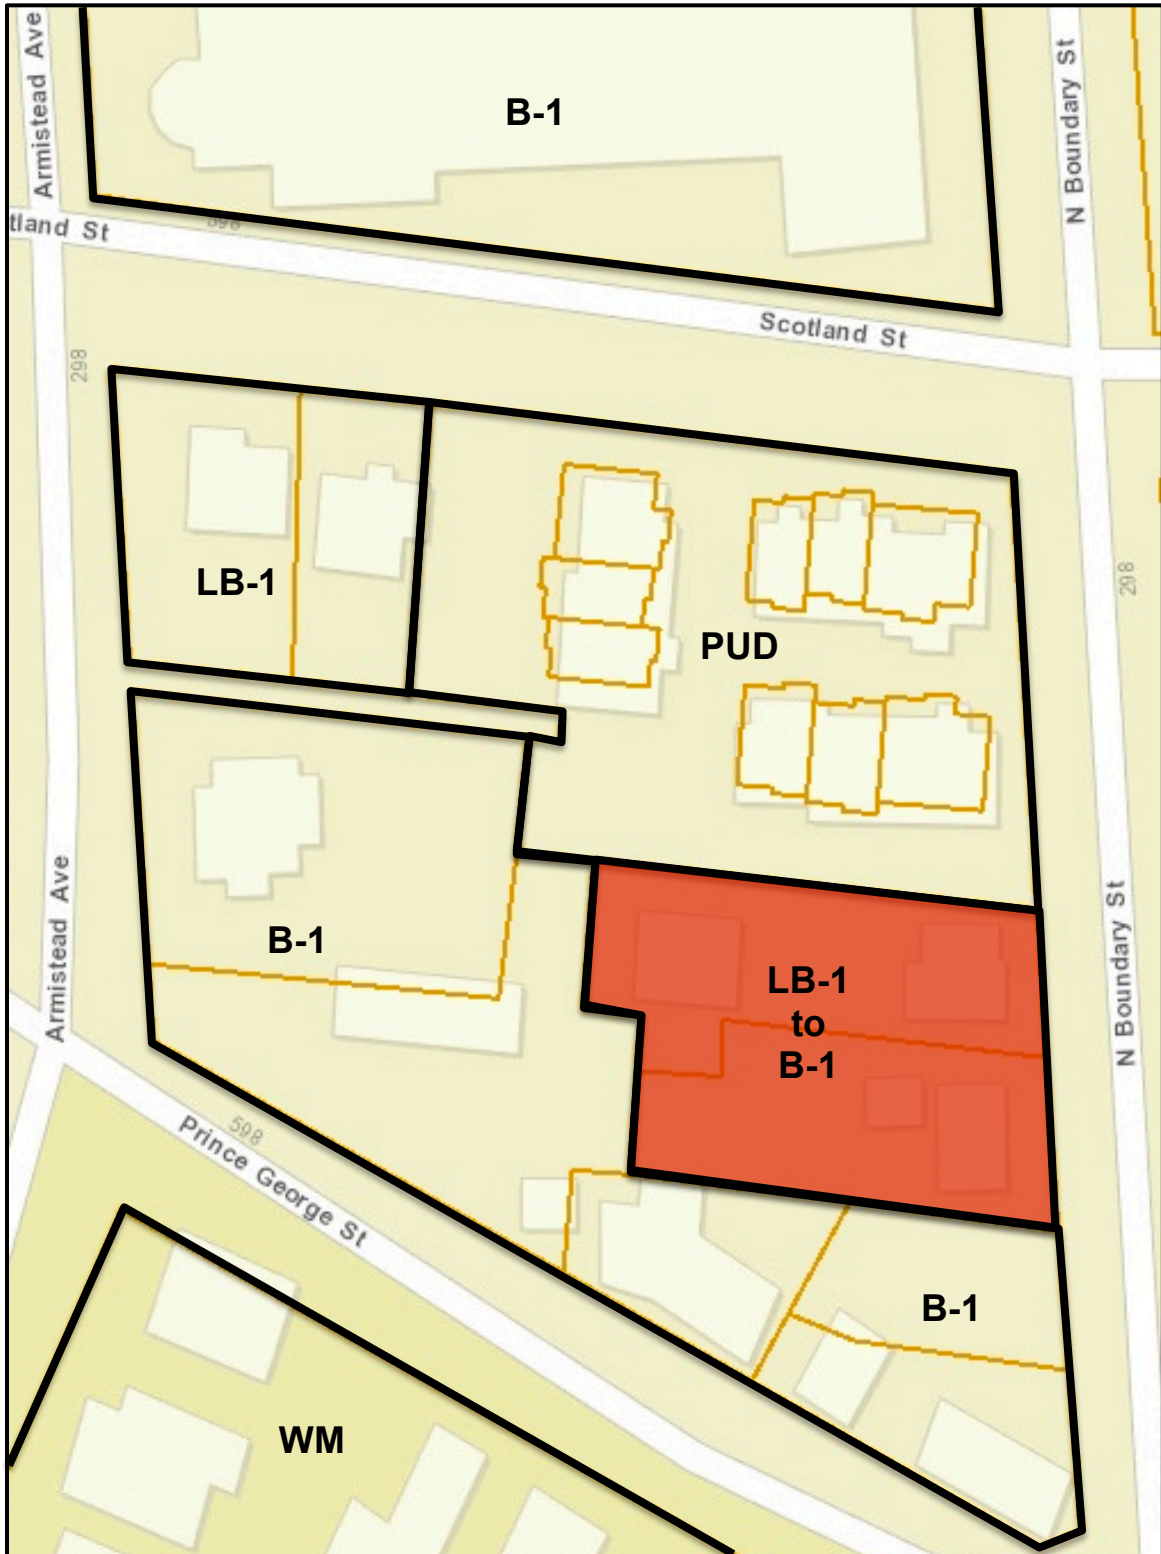 Armistead Ave
B-1
N Boundary St
tland St
598
Scotland St
298
LB-1
298
PUD
B-1
Armistead Ave
LB-1
to
B-1
N Boundary St
598
Prince George St
B-1
WM